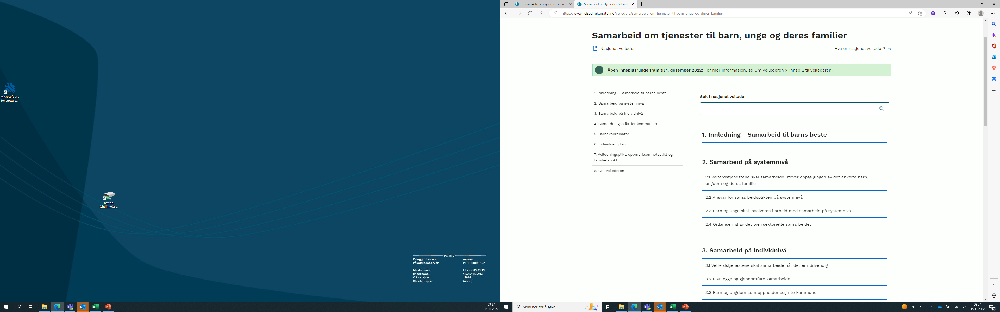 Microsoft-a...
for støtte o...
msvan
(shdir.noUs...
**************************** PC-Info ****************************
Pålogget bruker: msvan
Påloggingsserver: PTRD-HDIR-DC01
Maskinnavn: LT-5CG0352K19
IP-adresse: 10.202.155.193
OS-versjon: 19044
Klientversjon: (none)
09:37
15.11.2022
Somatisk helse og levevaner ved
Samarbeid om tjenester til barn,
https://www.helsedirektoratet.no/veiledere/samarbeid-om-tjenester-til-barn-unge-og-deres-familier
Samarbeid om tjenester til barn, unge og deres familier
Nasjonal veileder
Hva er nasjonal veileder?
Åpen innspillsrunde fram til 1. desember 2022: For mer informasjon, se Om veilederen > Innspill til veilederen.
1. Innledning - Samarbeid til barns beste
2. Samarbeid på systemnivå
3. Samarbeid på individnivå
4. Samordningsplikt for kommunen
5. Barnekoordinator
6. Individuell plan
7. Veiledningsplikt, oppmerksomhetsplikt og
taushetsplikt
8. Om veilederen
Søk i nasjonal veileder
1. Innledning - Samarbeid til barns beste
2. Samarbeid på systemnivå
2.1 Velferdstjenestene skal samarbeide utover oppfølgingen av det enkelte barn,
ungdom og deres familie
2.2 Ansvar for samarbeidsplikten på systemnivå
2.3 Barn og unge skal involveres i arbeid med samarbeid på systemnivå
2.4 Organisering av det tverrsektorielle samarbeidet
3. Samarbeid på individnivå
3.1 Velferdstjenestene skal samarbeide når det er nødvendig
3.2 Planlegge og gjennomføre samarbeidet
3.3 Barn og ungdom som oppholder seg i to kommuner
Skriv her for å søke
3°C Sol
09:37
15.11.2022
17